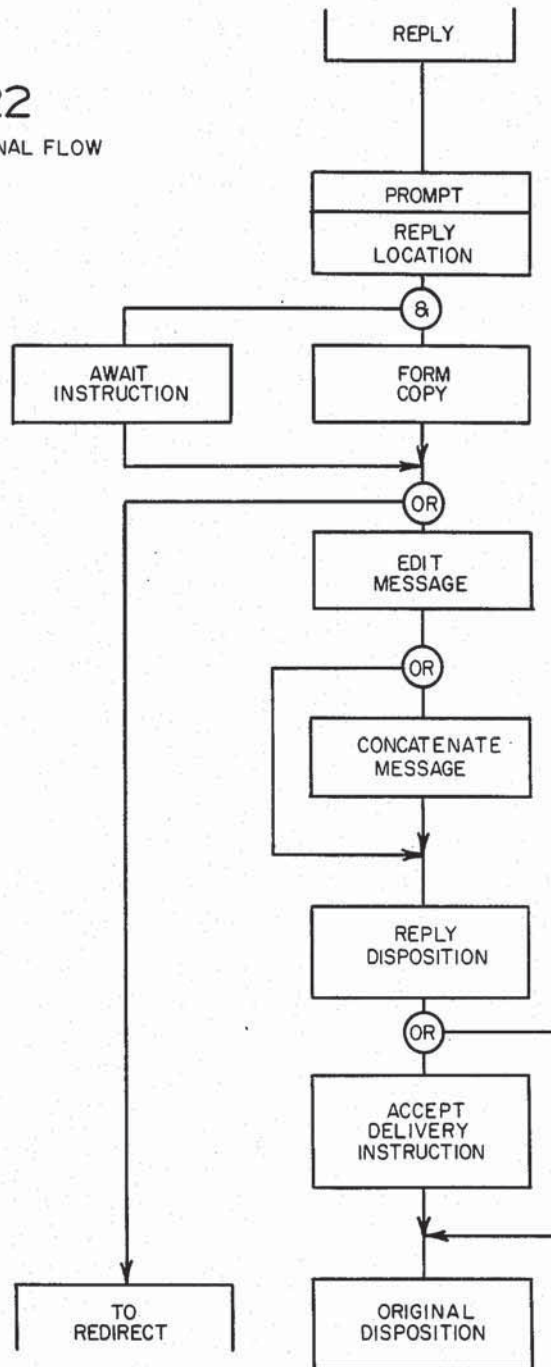 REPLY
22
NAL FLOW
PROMPT
REPLY
LOCATION
&
AWAIT
INSTRUCTION
FORM
COPY
OR
EDIT
MESSAGE
OR
CONCATENATE
MESSAGE
REPLY
DISPOSITION
OR
ACCEPT
DELIVERY
INSTRUCTION
TO
REDIRECT
ORIGINAL
DISPOSITION